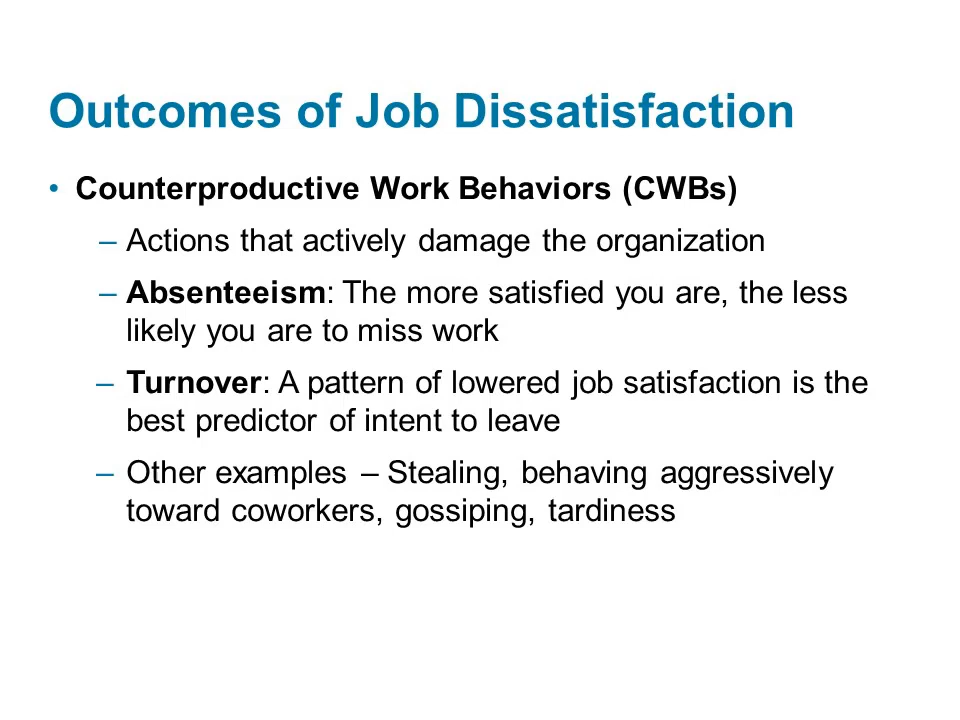 Outcomes of Job Dissatisfaction
• Counterproductive Work Behaviors (CWBs)
– Actions that actively damage the organization
– Absenteeism: The more satisfied you are, the less
likely you are to miss work
– Turnover: A pattern of lowered job satisfaction is the
best predictor of intent to leave
– Other examples – Stealing, behaving aggressively
toward coworkers, gossiping, tardiness